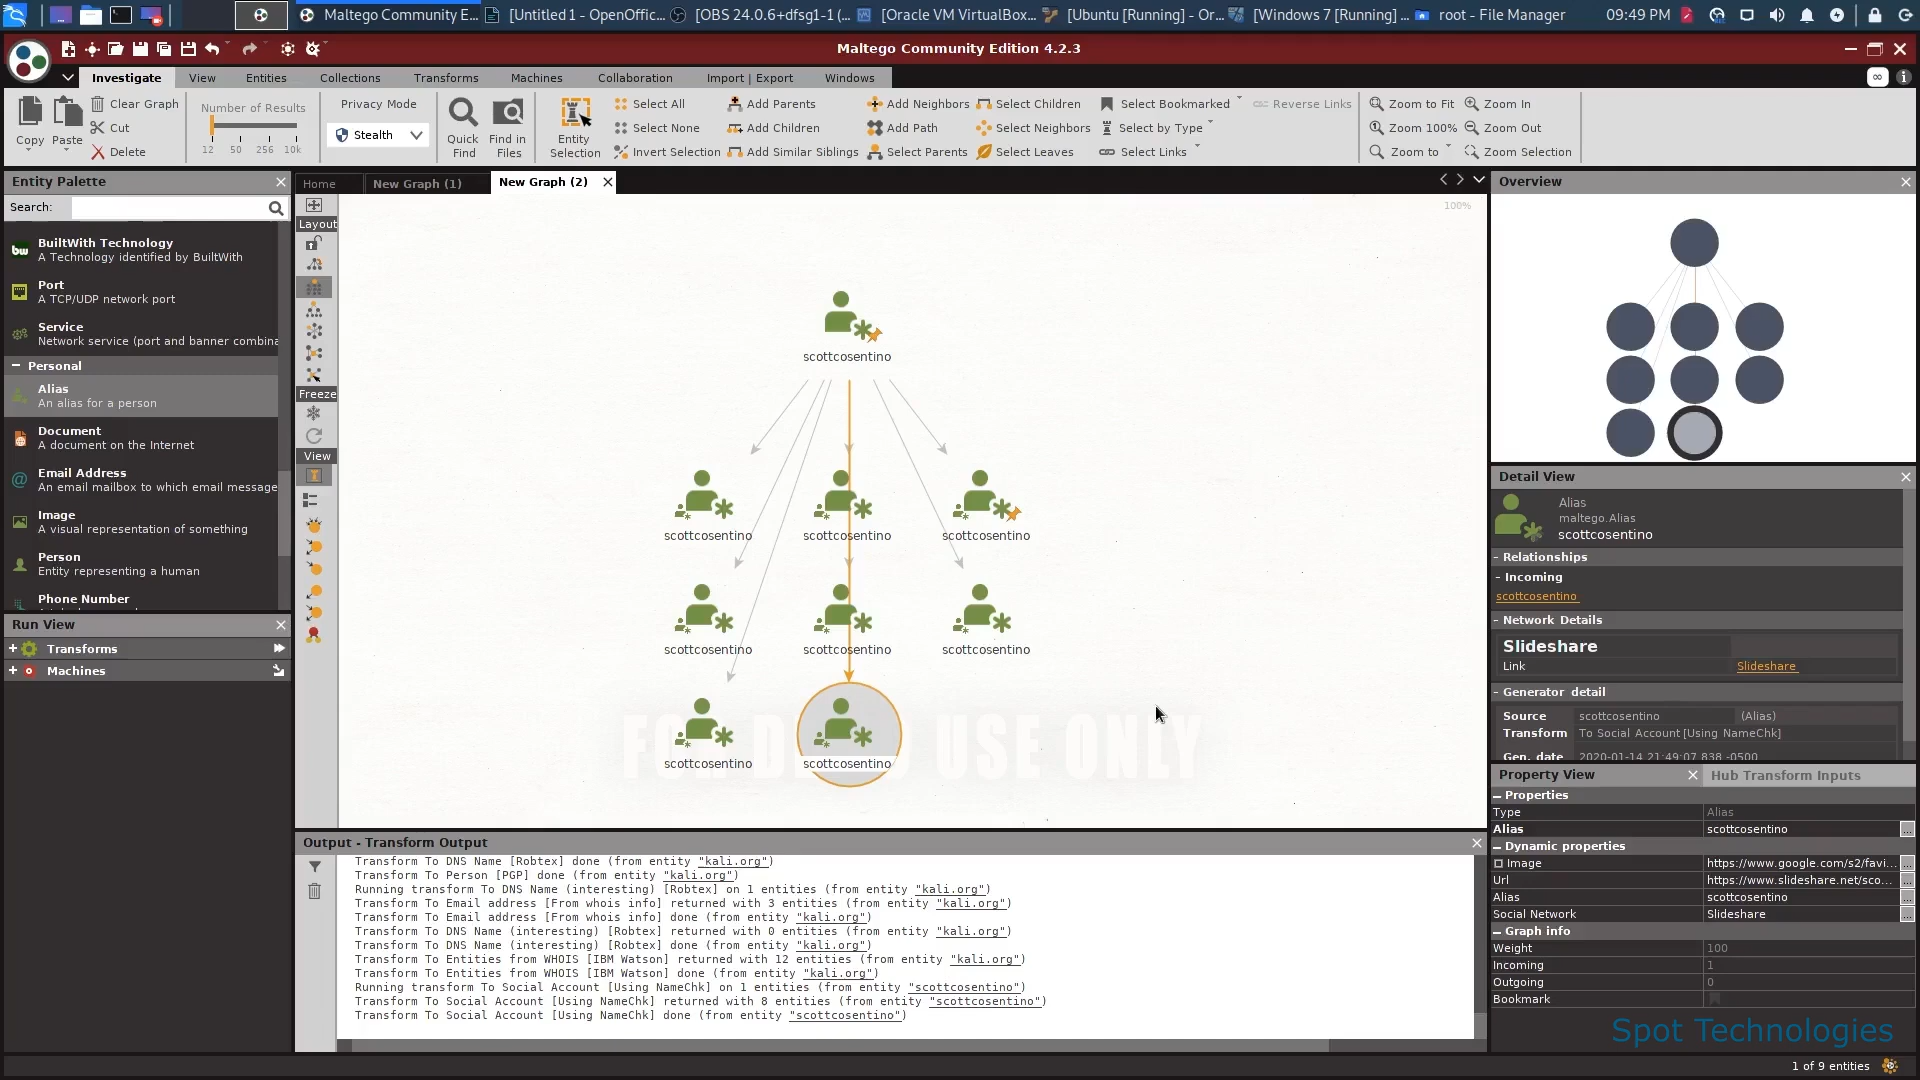 Maltego Community E...
[Untitled 1 - OpenOffic...
[OBS 24.0.6+dfsg1-1 (...
[Oracle VM VirtualBox...
[Ubuntu [Running] - Or...
[Windows 7 [Running] ...
root - File Manager
09:49 PM
Maltego Community Edition 4.2.3
Investigate
View
Entities
Collections
Transforms
Machines
Collaboration
Import | Export
Windows
Copy
Paste
Clear Graph
Cut
Delete
Number of Results
12 50 256 10k
Privacy Mode
Stealth
Quick
Find
Find in
Files
Entity
Selection
Select All
Select None
Invert Selection
Add Parents
Add Children
Add Similar Siblings
Add Neighbors
Add Path
Select Parents
Select Children
Select Neighbors
Select Leaves
Select Bookmarked
Select by Type
Select Links
Reverse Links
Zoom to Fit
Zoom 100%
Zoom to
Zoom In
Zoom Out
Zoom Selection
Entity Palette
Search:
BuiltWith Technology
A Technology identified by BuiltWith
Port
A TCP/UDP network port
Service
Network service (port and banner combina
Personal
Alias
An alias for a person
Document
A document on the Internet
Email Address
An email mailbox to which email message
Image
A visual representation of something
Person
Entity representing a human
Phone Number
Run View
Transforms
Machines
Home
New Graph (1)
New Graph (2)
Layout
Freeze
View
100%
scottcosentino
scottcosentino
scottcosentino
scottcosentino
scottcosentino
scottcosentino
scottcosentino
scottcosentino
scottcosentino
FOR DEMO USE ONLY
Output - Transform Output
Transform To DNS Name [Robtex] done (from entity "kali.org")
Transform To Person [PGP] done (from entity "kali.org")
Running transform To DNS Name (interesting) [Robtex] on 1 entities (from entity "kali.org")
Transform To Email address [From whois info] returned with 3 entities (from entity "kali.org")
Transform To Email address [From whois info] done (from entity "kali.org")
Transform To DNS Name (interesting) [Robtex] returned with 0 entities (from entity "kali.org")
Transform To DNS Name (interesting) [Robtex] done (from entity "kali.org")
Transform To Entities from WHOIS [IBM Watson] returned with 12 entities (from entity "kali.org")
Transform To Entities from WHOIS [IBM Watson] done (from entity "kali.org")
Running transform To Social Account [Using NameChk] on 1 entities (from entity "scottcosentino")
Transform To Social Account [Using NameChk] returned with 8 entities (from entity "scottcosentino")
Transform To Social Account [Using NameChk] done (from entity "scottcosentino")
Overview
Detail View
Alias
maltego.Alias
scottcosentino
- Relationships
- Incoming
scottcosentino
- Network Details
Slideshare
Link Slideshare
- Generator detail
Source scottcosentino (Alias)
Transform To Social Account [Using NameChk]
Gen. date 2020-01-14 21:49:07.838 -0500
Property View
Hub Transform Inputs
Properties
Type Alias
Alias scottcosentino
Dynamic properties
Image https://www.google.com/s2/favi...
Url https://www.slideshare.net/sco...
Alias scottcosentino
Social Network Slideshare
Graph info
Weight 100
Incoming 1
Outgoing 0
Bookmark
Spot Technologies
1 of 9 entities